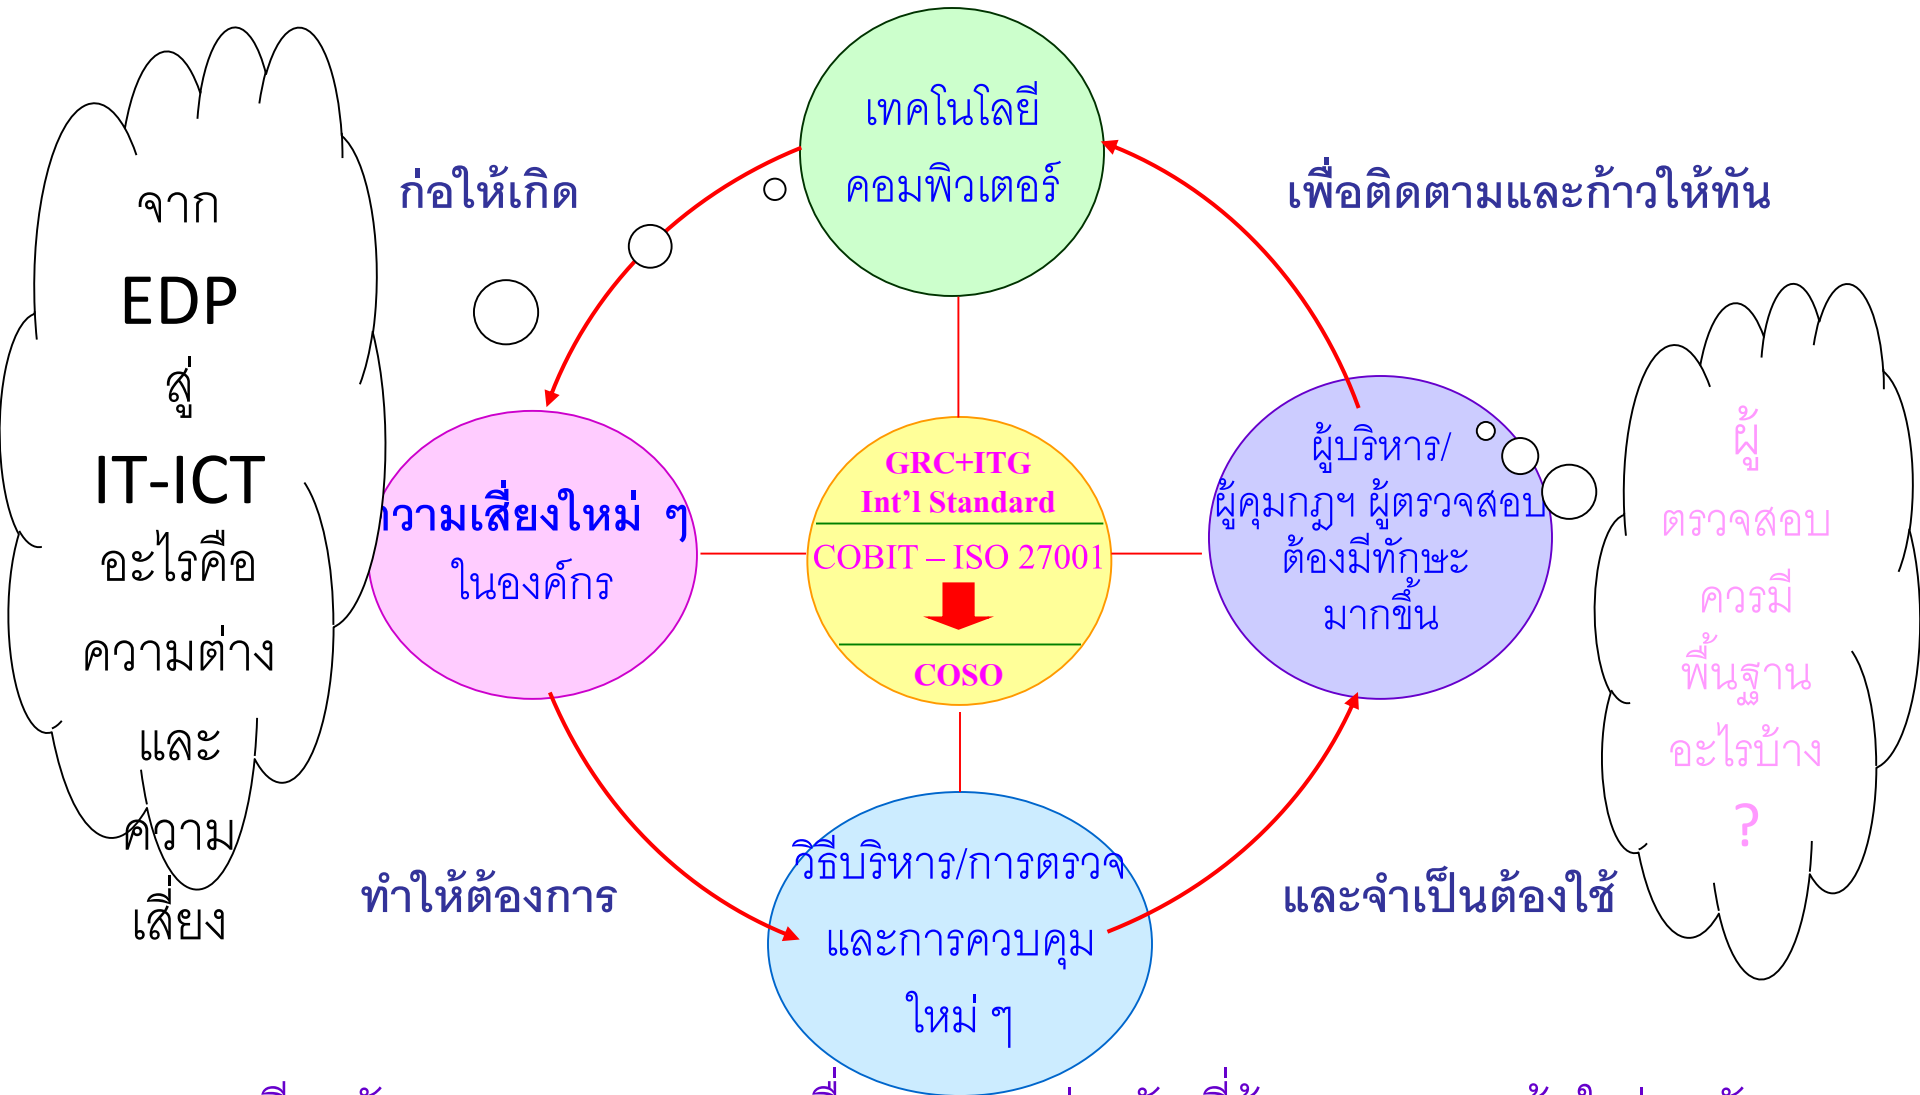 เทคโนโลยี
คอมพิวเตอร์
ก่อให้เกิด
เพื่อติดตามและก้าวให้ทัน
จาก
EDP
สู่
IT-ICT
อะไรคือ
ความต่าง
และ
ความ
เสี่ยง
ความเสี่ยงใหม่ ๆ
ในองค์กร
GRC+ITG
Int’l Standard
COBIT – ISO 27001
COSO
ผู้บริหาร/
ผู้คุมกฎฯ ผู้ตรวจสอบ
ต้องมีทักษะ
มากขึ้น
ผู้
ตรวจสอบ
ควรมี
พื้นฐาน
อะไรบ้าง
?
ทำให้ต้องการ
และจำเป็นต้องใช้
วิธีบริหาร/การตรวจ
และการควบคุม
ใหม่ ๆ